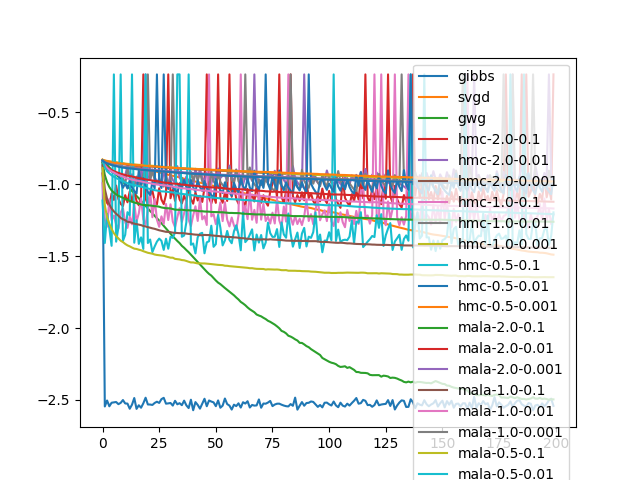 −0.5
−1.0
−1.5
−2.0
−2.5
0
25
50
75
100
125
150
175
200
gibbs
svgd
gwg
hmc-2.0-0.1
hmc-2.0-0.01
hmc-2.0-0.001
hmc-1.0-0.1
hmc-1.0-0.01
hmc-1.0-0.001
hmc-0.5-0.1
hmc-0.5-0.01
hmc-0.5-0.001
mala-2.0-0.1
mala-2.0-0.01
mala-2.0-0.001
mala-1.0-0.1
mala-1.0-0.01
mala-1.0-0.001
mala-0.5-0.1
mala-0.5-0.01